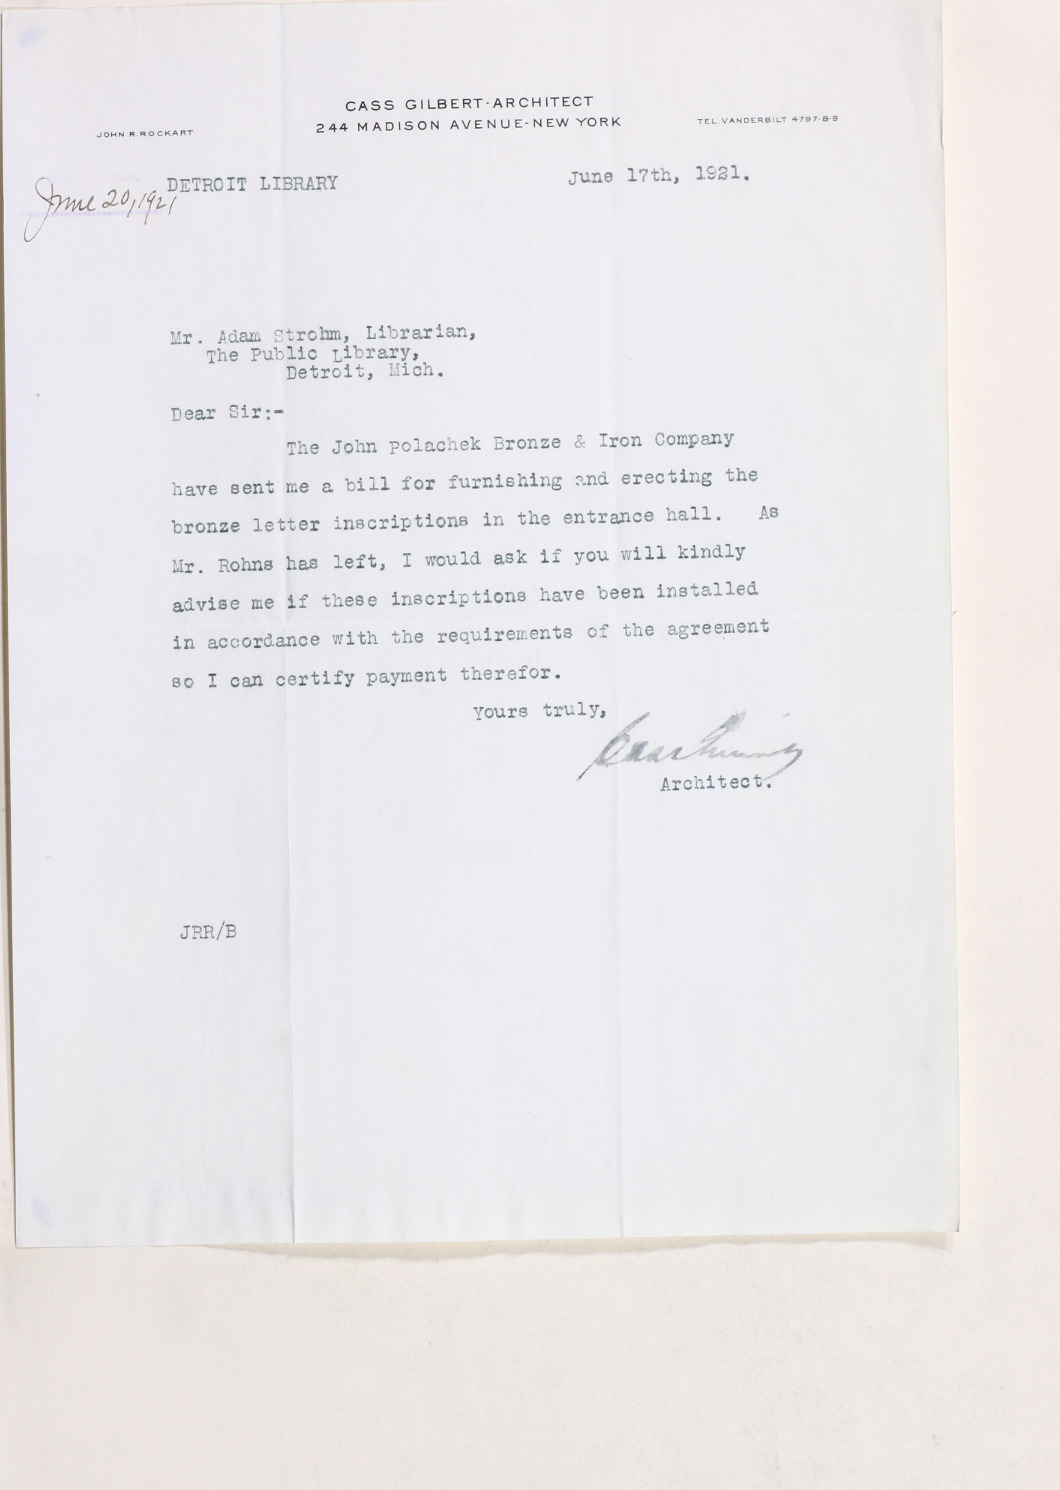 CASS GILBERT·ARCHITECT
244 MADISON AVENUE·NEW YORK
JOHN R. ROCKART
TEL. VANDERBILT 4797-8-9
DETROIT LIBRARY
June 17th, 1921.
June 20, 1921
Mr. Adam Strohm, Librarian,
The Public Library,
Detroit, Mich.
Dear Sir:-
The John Polachek Bronze & Iron Company
have sent me a bill for furnishing and erecting the
bronze letter inscriptions in the entrance hall. As
Mr. Rohns has left, I would ask if you will kindly
advise me if these inscriptions have been installed
in accordance with the requirements of the agreement
so I can certify payment therefor.
Yours truly,
Cass Gilbert
Architect.
JRR/B